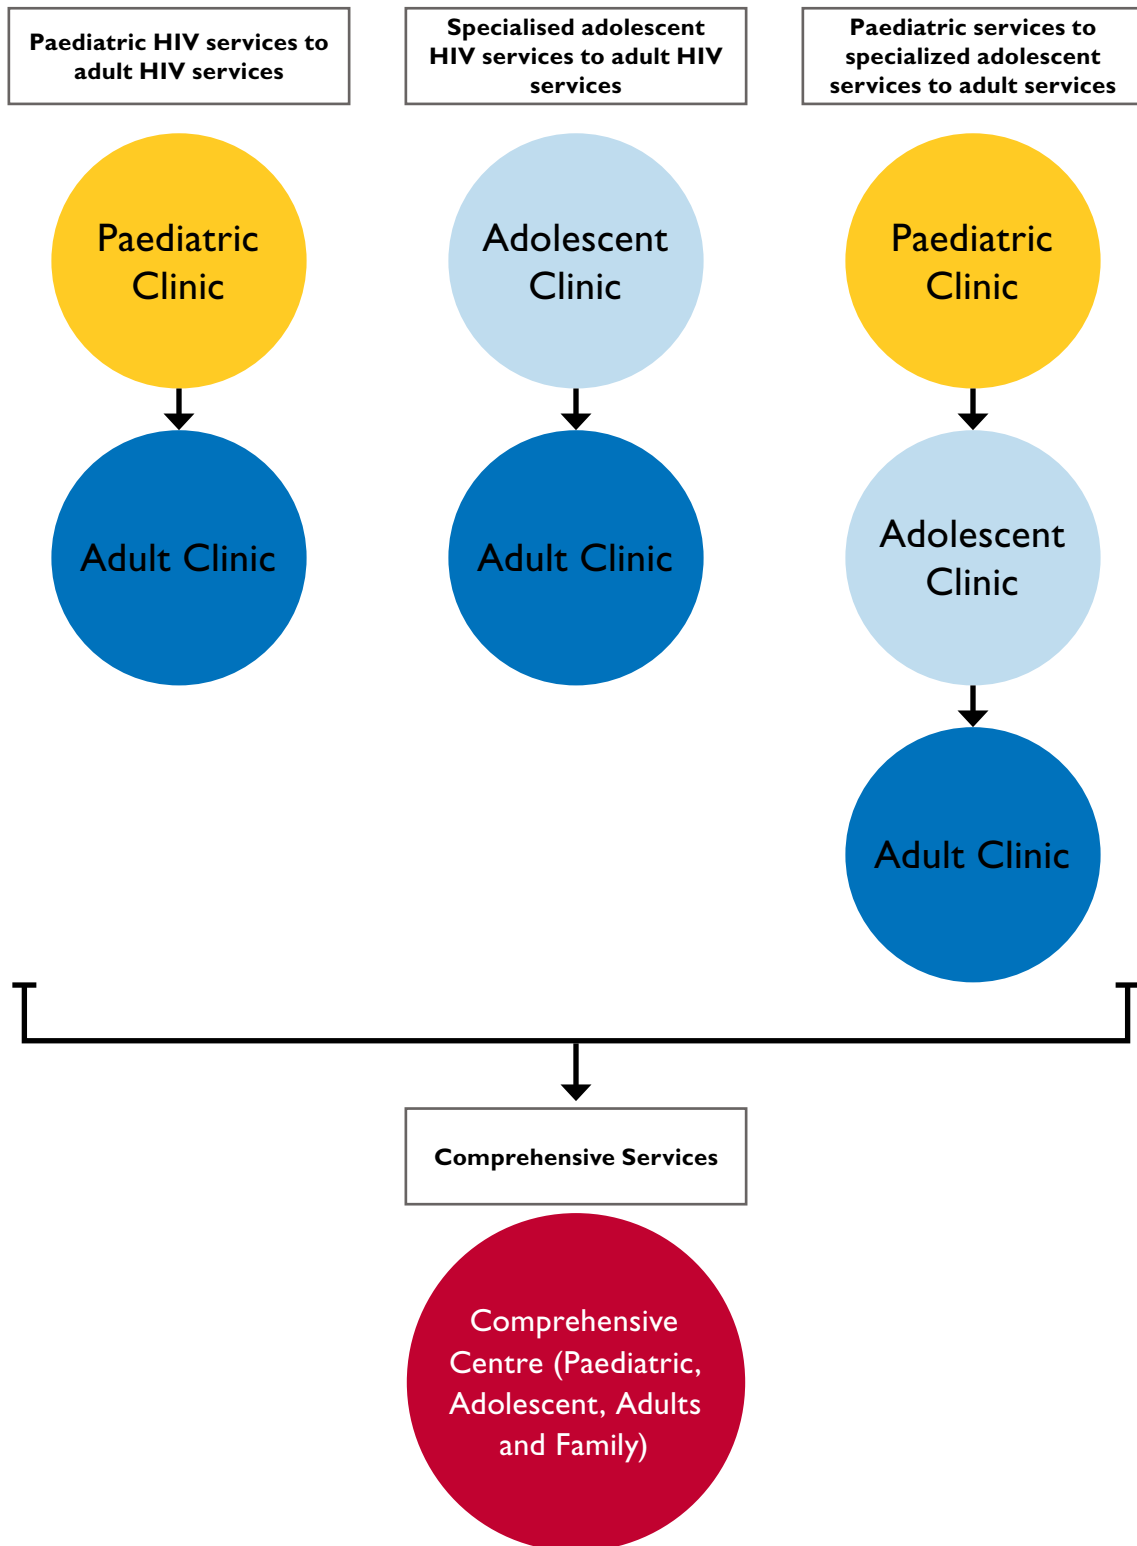 Paediatric HIV services to
adult HIV services
Specialised adolescent
HIV services to adult HIV
services
Paediatric services to
specialized adolescent
services to adult services
Paediatric
Clinic
Adult Clinic
Adolescent
Clinic
Adult Clinic
Paediatric
Clinic
Adolescent
Clinic
Adult Clinic
Comprehensive Services
Comprehensive
Centre (Paediatric,
Adolescent, Adults
and Family)